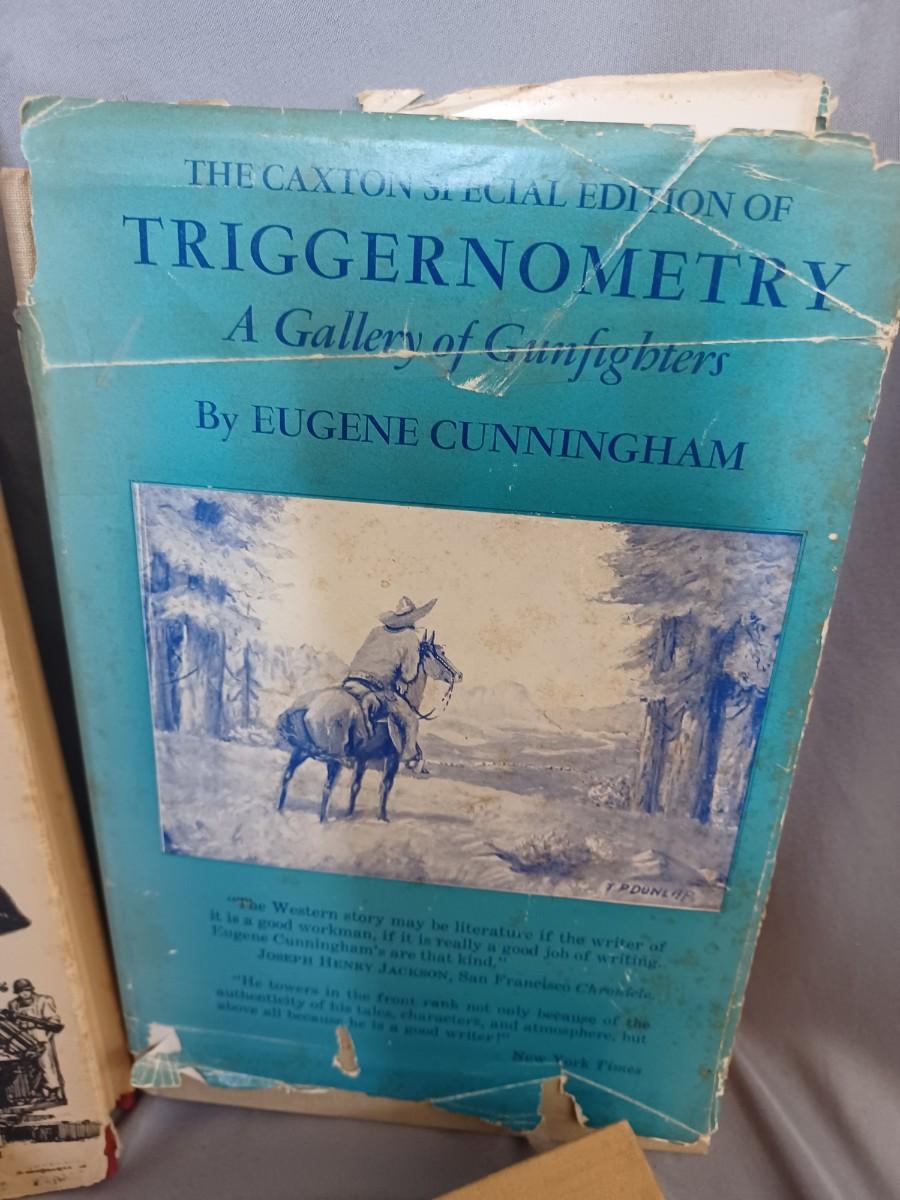 THE CAXTON SPECIAL EDITION OF
TRIGGERNOMETRY
A Gallery of Gunfighters
By EUGENE CUNNINGHAM
T P DUNLAP
"The Western story may be literature if the writer of
it is a good workman, if it is really a good job of writing.
Eugene Cunningham's are that kind,"
JOSEPH HENRY JACKSON, San Francisco Chronicle.
"He towers in the front rank not only because of the
authenticity of his tales, characters, and atmosphere, but
above all because he is a good writer!"
New York Times